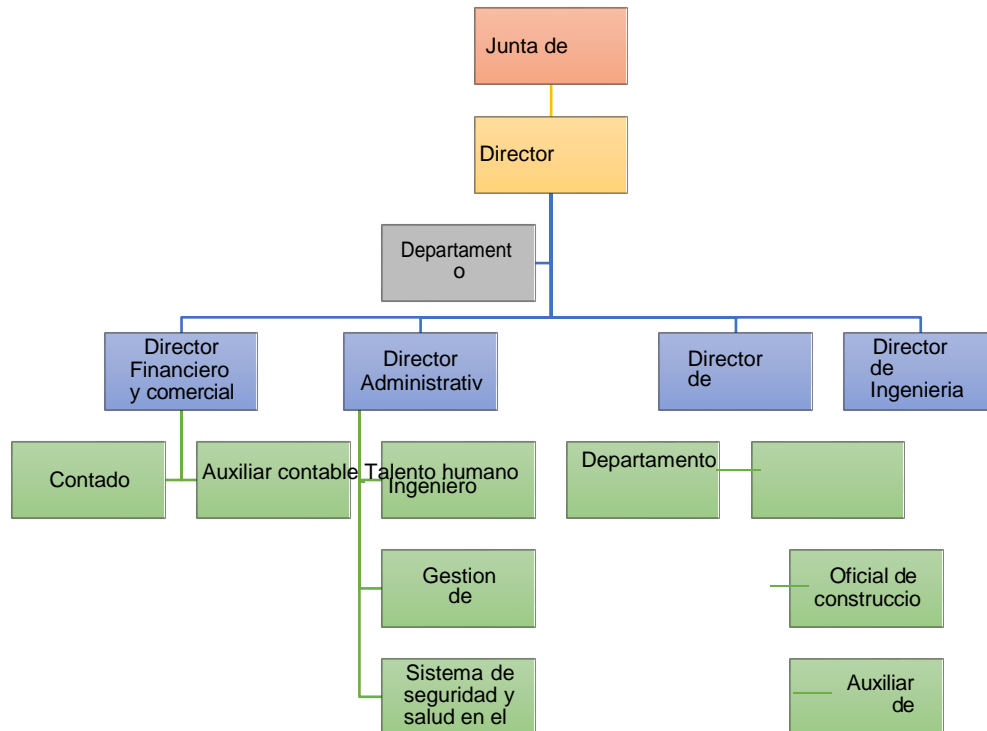 Junta de
Director
Departament
o
Director
Financiero
y comercial
Director
Administrativ
Director
de
Director
de
Ingenieria
Contado
Auxiliar contable
Talento humano
Ingeniero
Departamento
Gestion
de
Oficial de
construccio
Sistema de
seguridad y
salud en el
Auxiliar
de